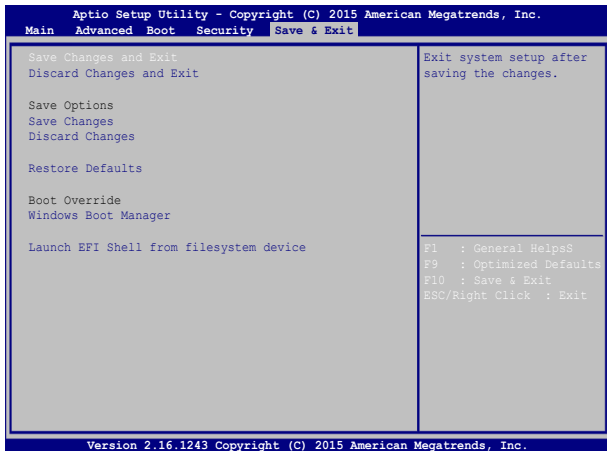 Aptio Setup Utility - Copyright (C) 2015 American Megatrends, Inc.
Main Advanced Boot Security Save & Exit
Save Changes and Exit
Discard Changes and Exit
Save Options
Save Changes
Discard Changes
Restore Defaults
Boot Override
Windows Boot Manager
Launch EFI Shell from filesystem device
Exit system setup after
saving the changes.
F1 : General HelpsS
F9 : Optimized Defaults
F10 : Save & Exit
ESC/Right Click : Exit
Version 2.16.1243 Copyright (C) 2015 American Megatrends, Inc.